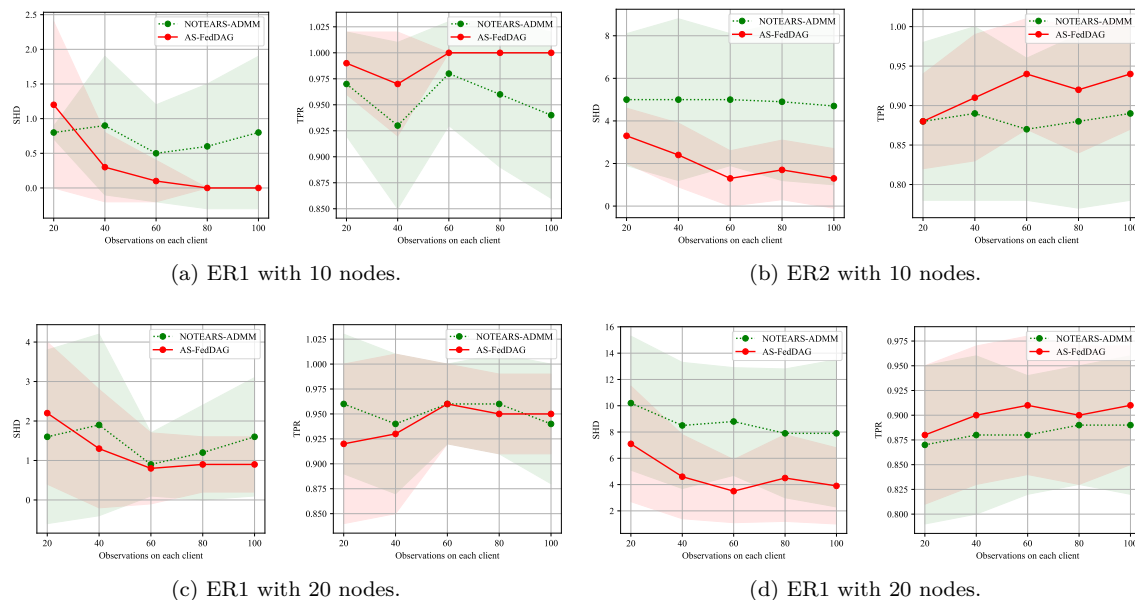 2.5
2.0
1.5
1.0
0.5
0.0
SHD
NOTEARS-ADMM
AS-FedDAG
20 40 60 80 100
Observations on each client
1.025
1.000
0.975
0.950
0.925
0.900
0.875
0.850
TPR
NOTEARS-ADMM
AS-FedDAG
20 40 60 80 100
Observations on each client
(a) ER1 with 10 nodes.
8
6
4
2
0
SHD
NOTEARS-ADMM
AS-FedDAG
20 40 60 80 100
Observations on each client
1.00
0.95
0.90
0.85
0.80
TPR
NOTEARS-ADMM
AS-FedDAG
20 40 60 80 100
Observations on each client
(b) ER2 with 10 nodes.
4
3
2
1
0
SHD
NOTEARS-ADMM
AS-FedDAG
20 40 60 80 100
Observations on each client
1.025
1.000
0.975
0.950
0.925
0.900
0.875
0.850
TPR
NOTEARS-ADMM
AS-FedDAG
20 40 60 80 100
Observations on each client
(c) ER1 with 20 nodes.
16
14
12
10
8
6
4
2
SHD
NOTEARS-ADMM
AS-FedDAG
20 40 60 80 100
Observations on each client
0.975
0.950
0.925
0.900
0.875
0.850
0.825
0.800
TPR
NOTEARS-ADMM
AS-FedDAG
20 40 60 80 100
Observations on each client
(d) ER1 with 20 nodes.